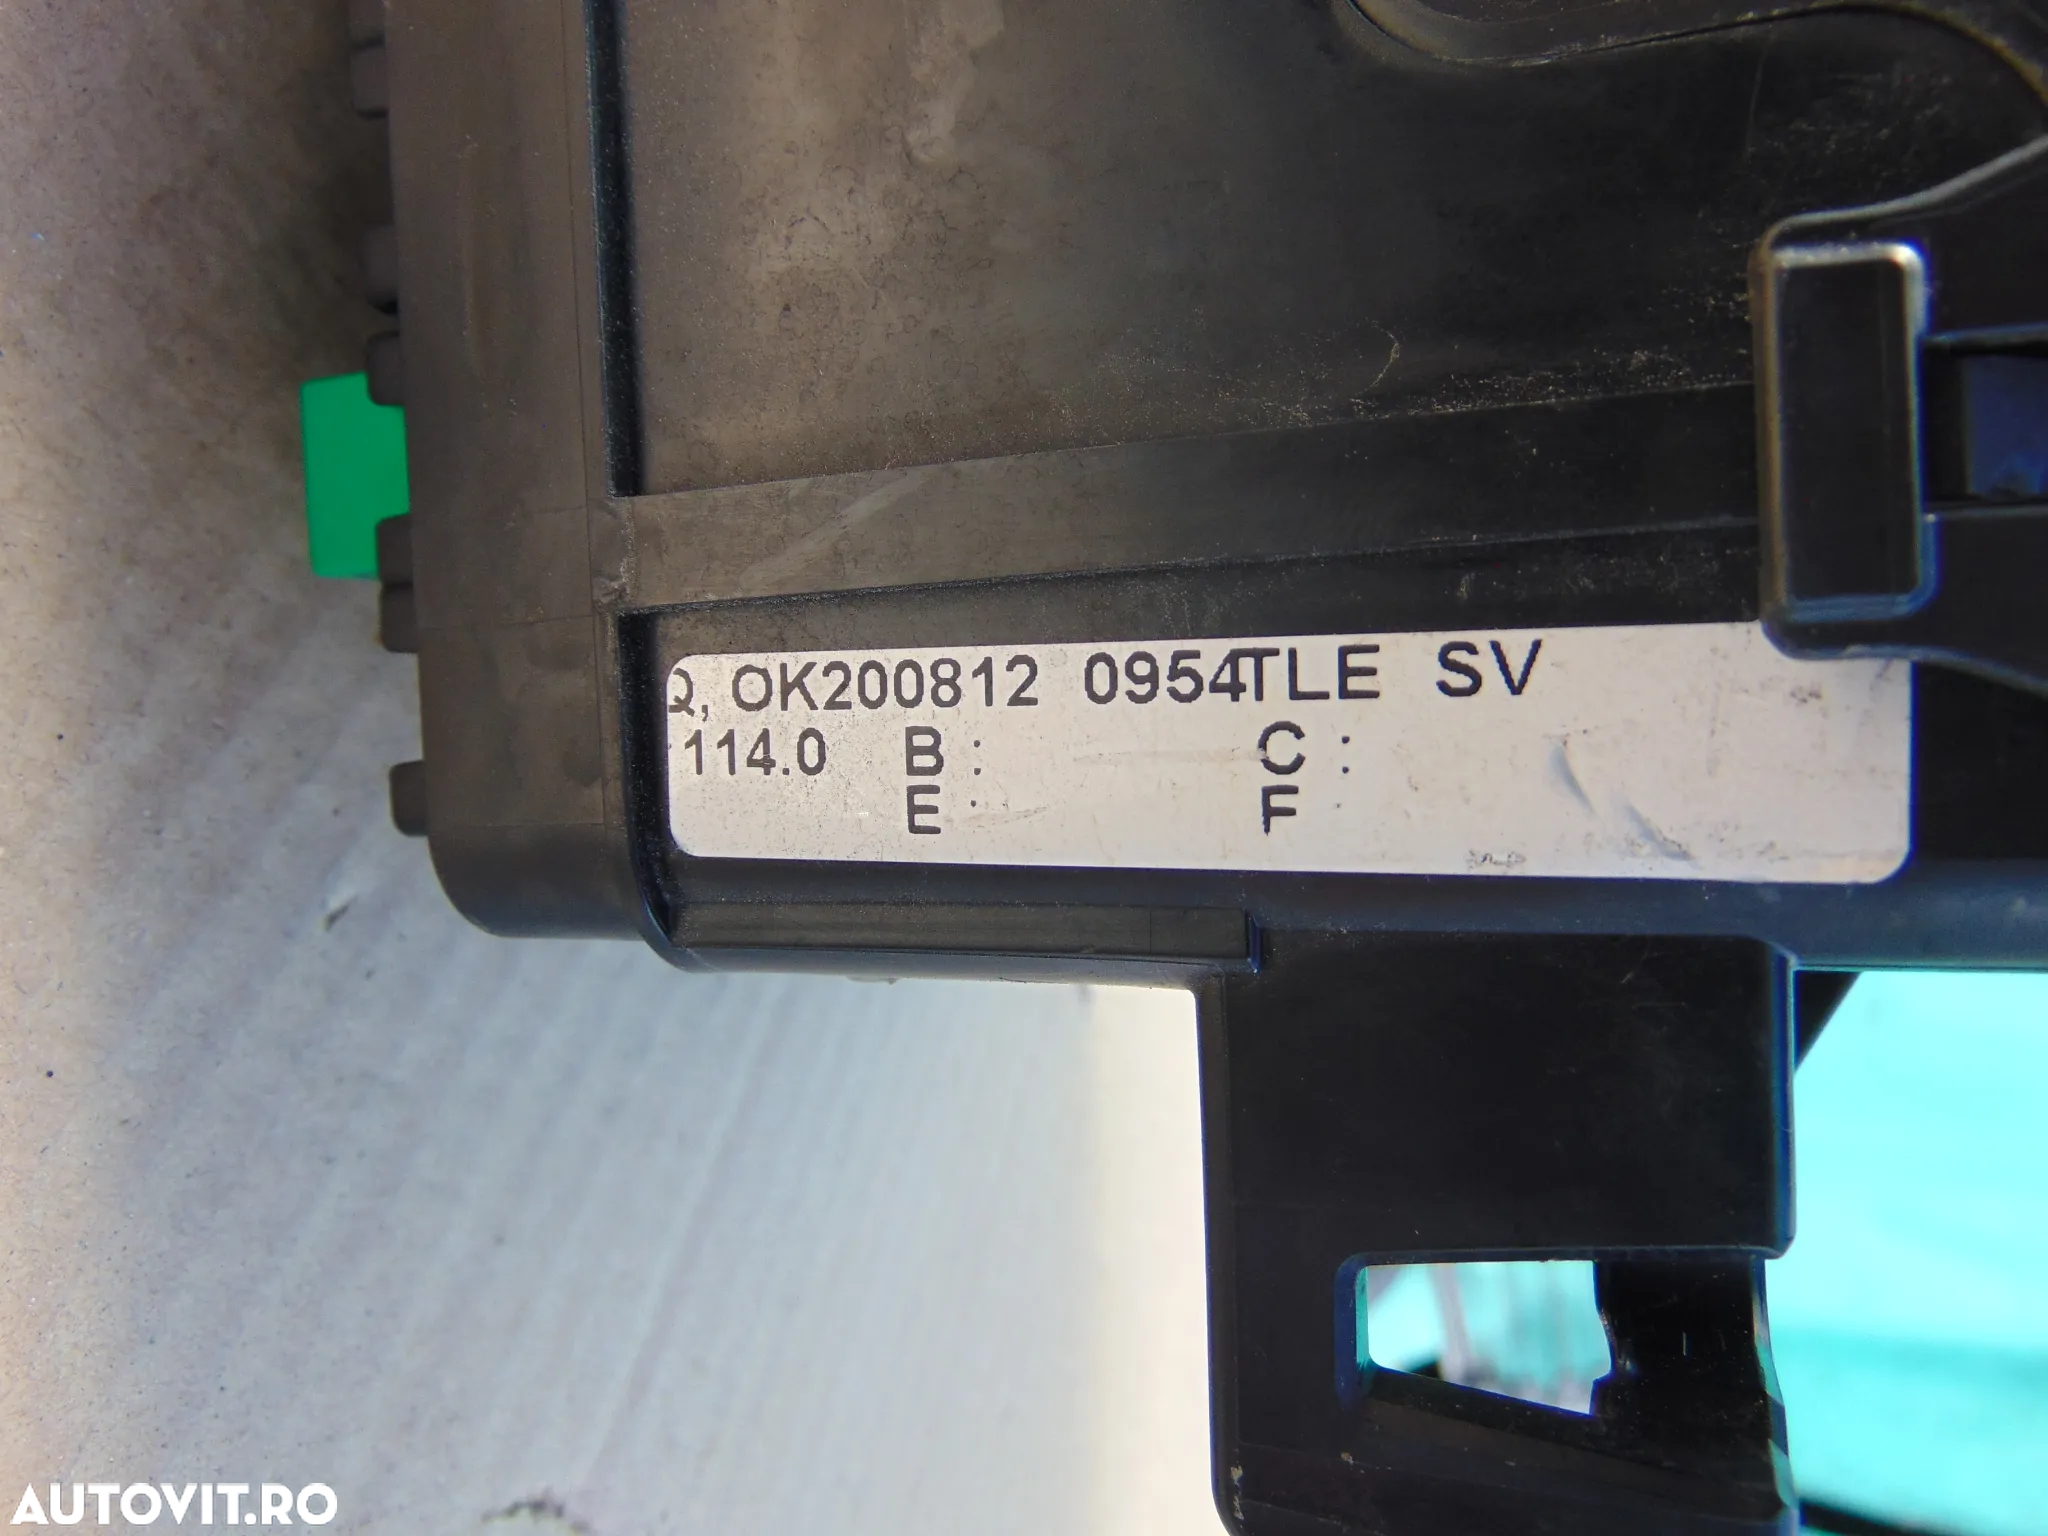 Q, OK200812 0954TLE SV
114.0 B : C :
E : F
AUTOVIT.RO